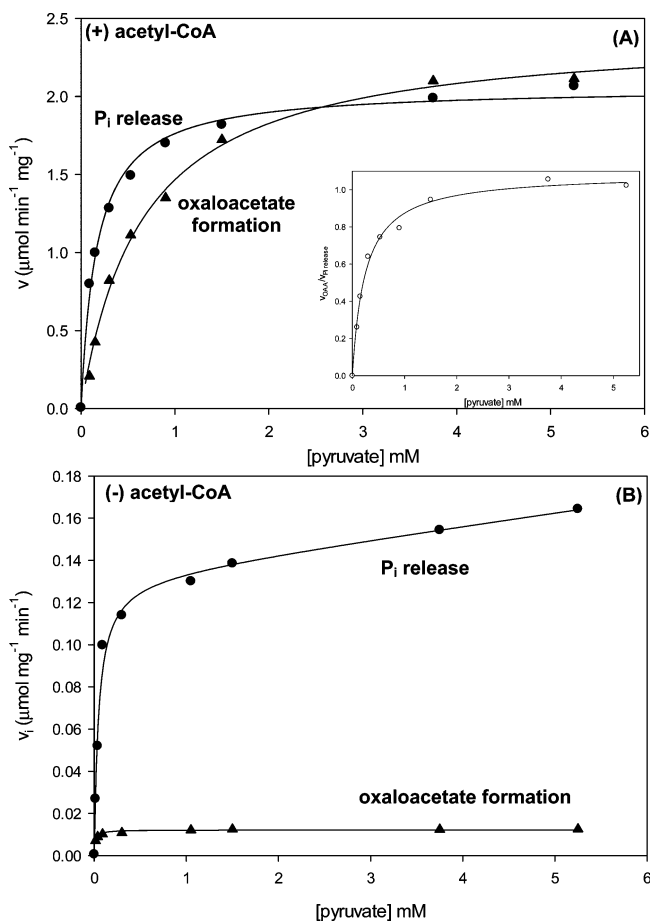 (+) acetyl-CoA
(A)
2.5
2.0
1.5
1.0
0.5
0.0
v (μmol min⁻¹ mg⁻¹)
Pᵢ release
oxaloacetate
formation
1.0
0.8
0.6
0.4
0.2
0.0
v_OAA/v_Pi release
0 1 2 3 4 5
[pyruvate] mM
0 1 2 3 4 5 6
[pyruvate] mM
(-) acetyl-CoA
(B)
0.18
0.16
0.14
0.12
0.10
0.08
0.06
0.04
0.02
0.00
vᵢ (μmol mg⁻¹ min⁻¹)
Pᵢ release
oxaloacetate formation
0 1 2 3 4 5 6
[pyruvate] mM